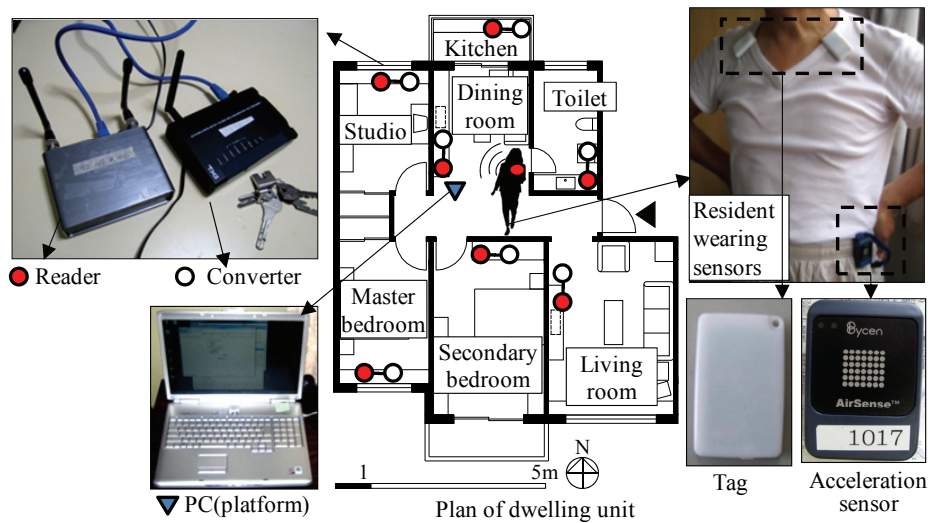 Kitchen
Dining
room
Toilet
Studio
Resident
wearing
sensors
Reader
Converter
Master
bedroom
Secondary
bedroom
Living
room
Bycen
AirSense™
1017
1
5m
N
PC(platform)
Plan of dwelling unit
Tag
Acceleration
sensor